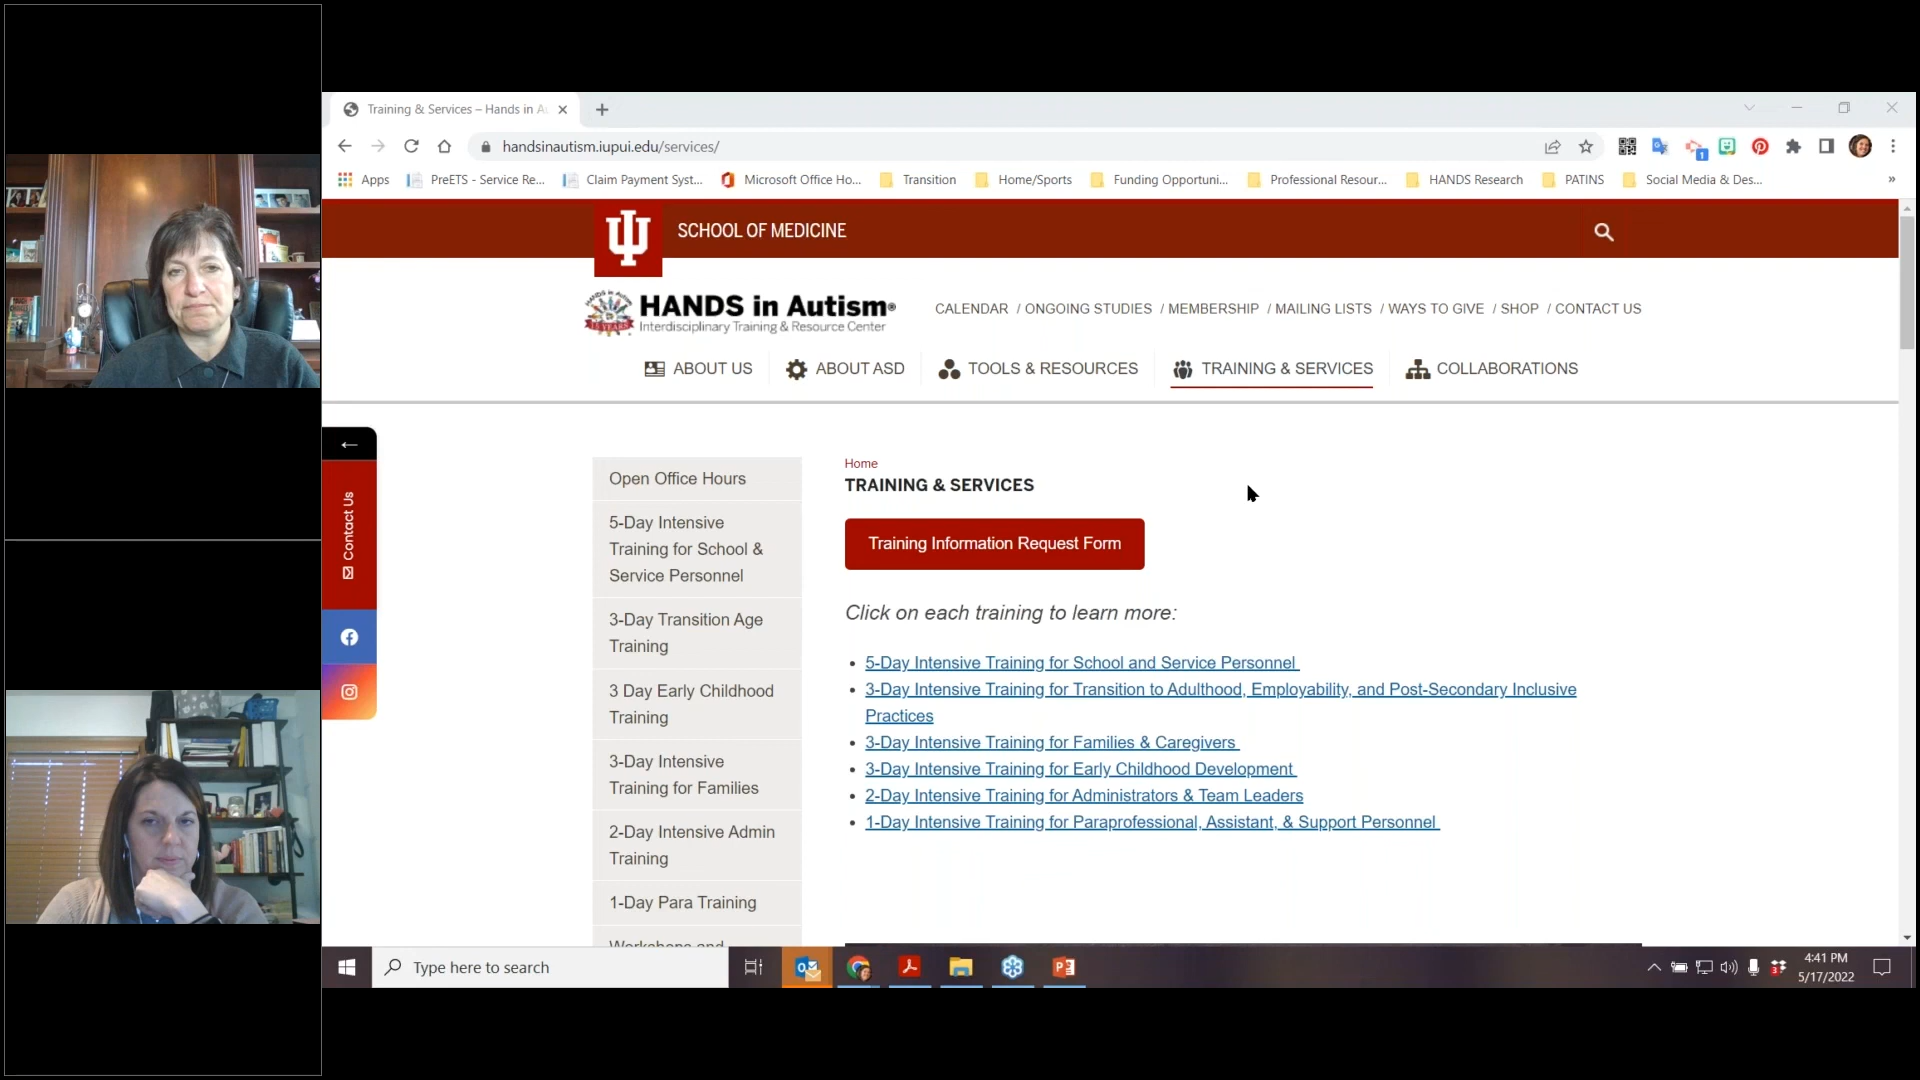 Training & Services – Hands in Au
handsinautism.iupui.edu/services/
Apps
PreETS - Service Re...
Claim Payment Syst...
Microsoft Office Ho...
Transition
Home/Sports
Funding Opportuni...
Professional Resour...
HANDS Research
PATINS
Social Media & Des...
»
SCHOOL OF MEDICINE
HANDS in Autism®
Interdisciplinary Training & Resource Center
CALENDAR / ONGOING STUDIES / MEMBERSHIP / MAILING LISTS / WAYS TO GIVE / SHOP / CONTACT US
ABOUT US
ABOUT ASD
TOOLS & RESOURCES
TRAINING & SERVICES
COLLABORATIONS
Contact Us
Open Office Hours
5-Day Intensive
Training for School &
Service Personnel
3-Day Transition Age
Training
3 Day Early Childhood
Training
3-Day Intensive
Training for Families
2-Day Intensive Admin
Training
1-Day Para Training
Workshops and
Home
TRAINING & SERVICES
Training Information Request Form
Click on each training to learn more:
5-Day Intensive Training for School and Service Personnel
3-Day Intensive Training for Transition to Adulthood, Employability, and Post-Secondary Inclusive
Practices
3-Day Intensive Training for Families & Caregivers
3-Day Intensive Training for Early Childhood Development
2-Day Intensive Training for Administrators & Team Leaders
1-Day Intensive Training for Paraprofessional, Assistant, & Support Personnel
Type here to search
4:41 PM
5/17/2022